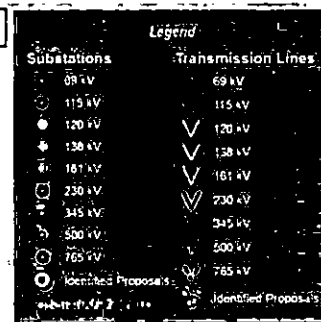 Legend
Substations Transmission Lines
69 kV 69 kV
115 kV 115 kV
120 kV 120 kV
138 kV 138 kV
161 kV 161 kV
230 kV 230 kV
345 kV 345 kV
500 kV 500 kV
765 kV 765 kV
Identified Proposals Identified Proposals